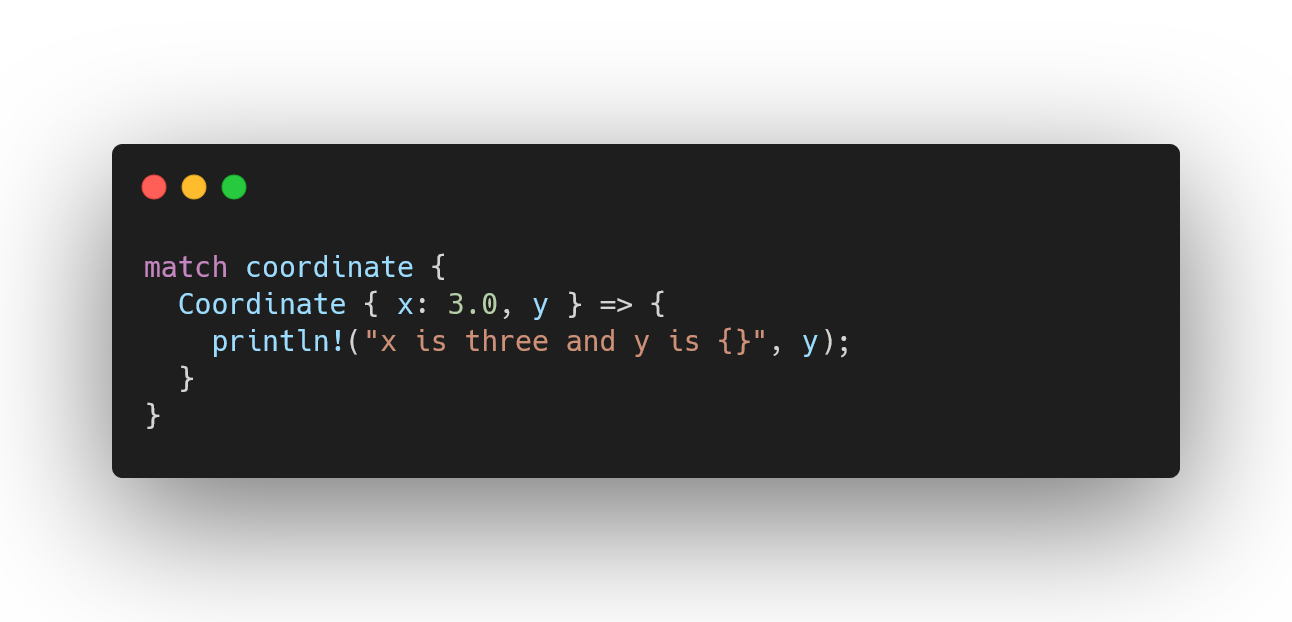 match coordinate {
  Coordinate { x: 3.0, y } => {
    println!("x is three and y is {}", y);
  }
}